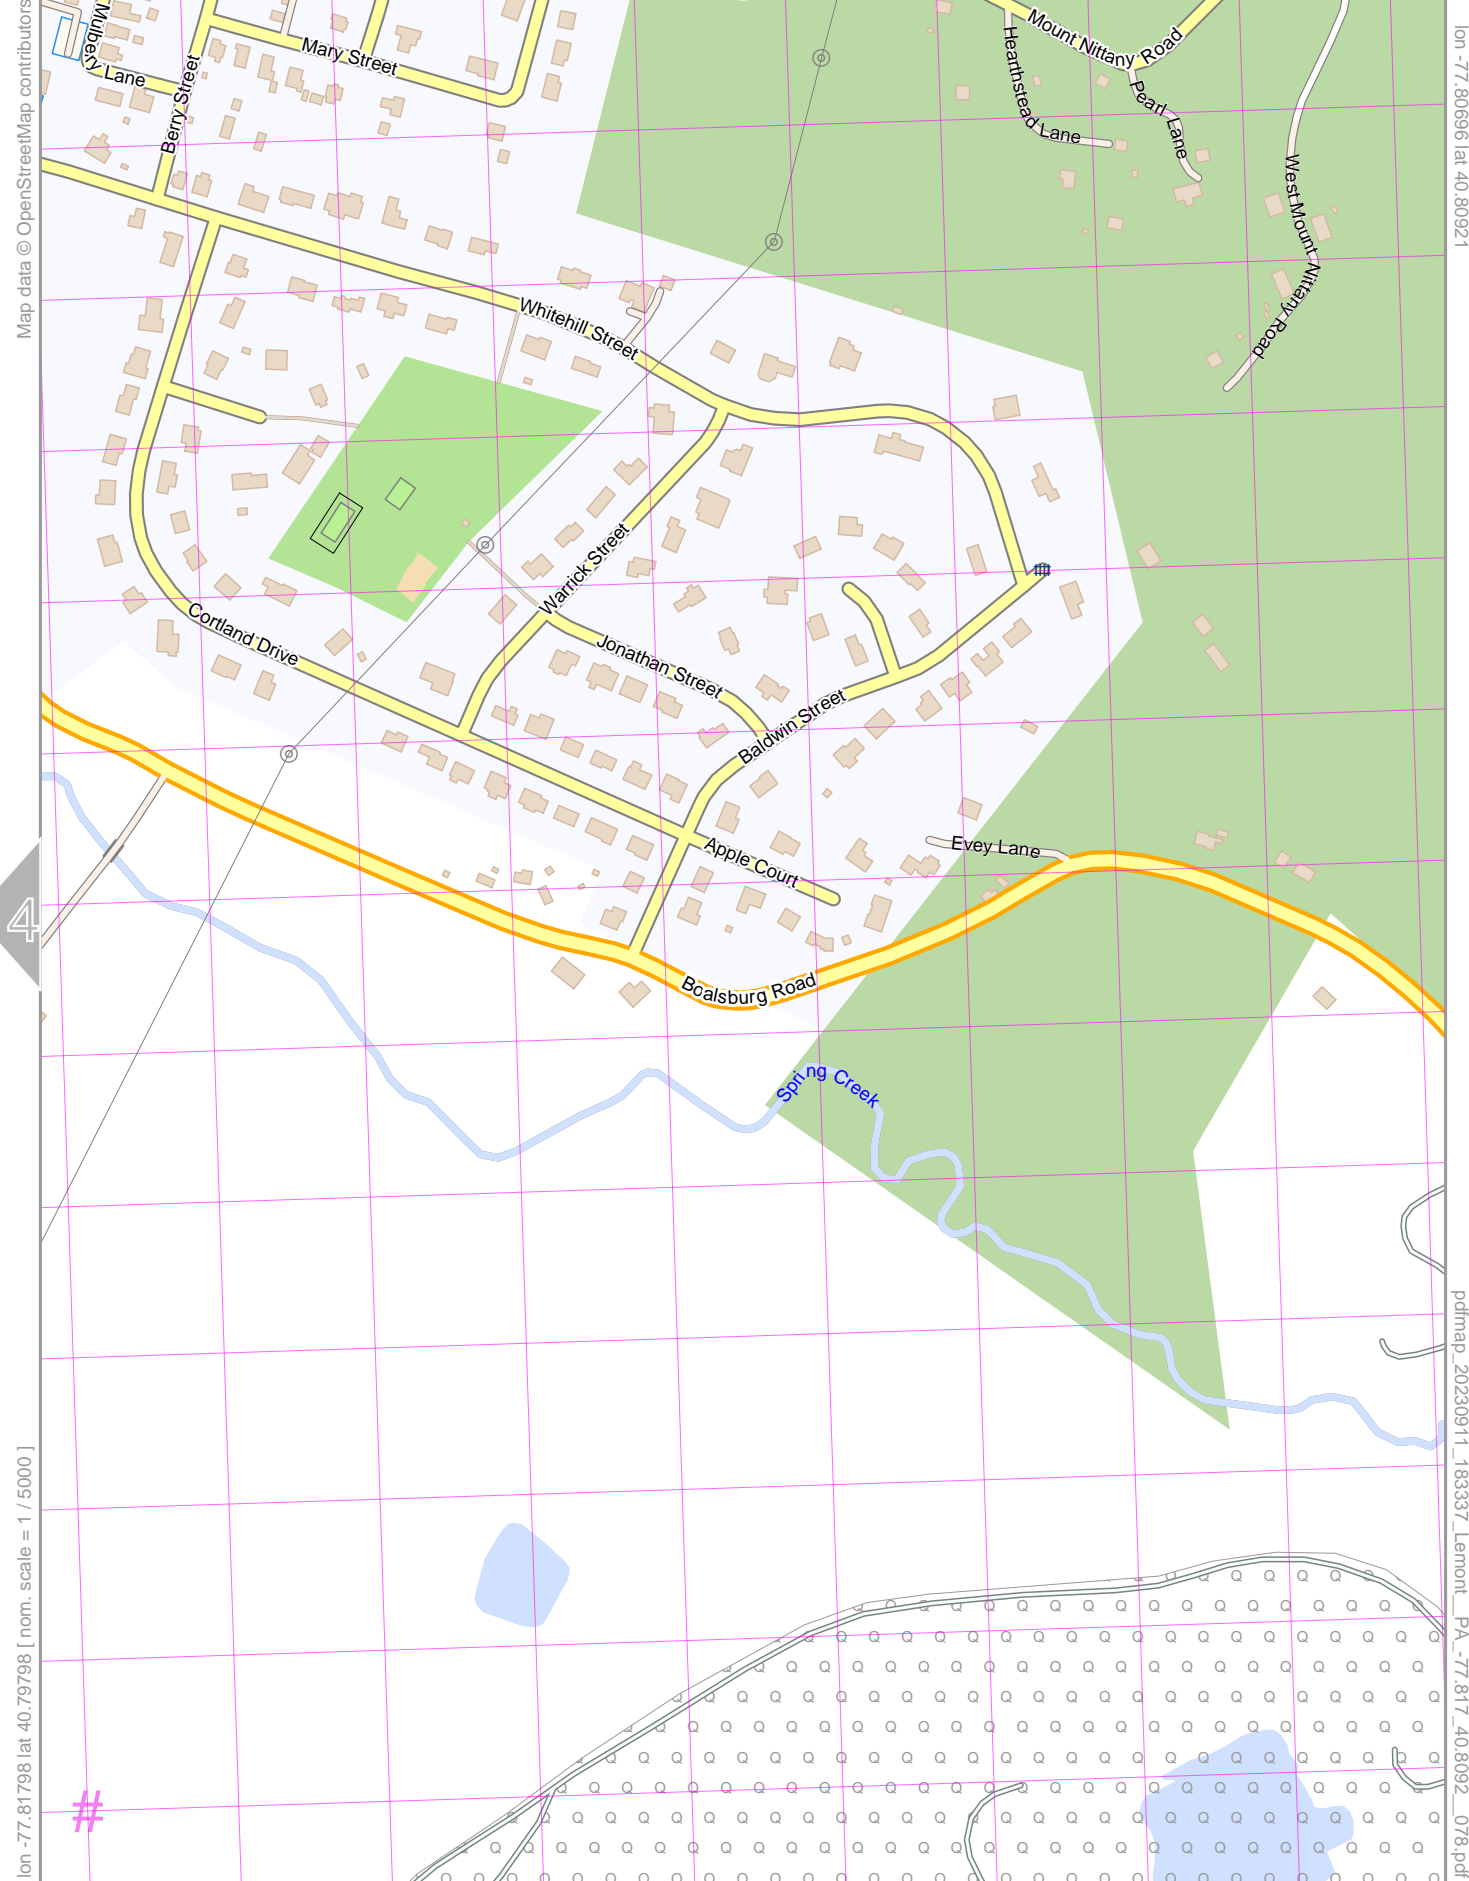 Map data © OpenStreetMap contributors
lon -77.80696 lat 40.80921
Mulberry Lane
Berry Street
Mary Street
Mount Nittany Road
Hearthstead Lane
Pearl Lane
West Mount Nittany Road
Whitehill Street
Warrick Street
Cortland Drive
Jonathan Street
Baldwin Street
Apple Court
Evey Lane
Boalsburg Road
4
Spring Creek
#
lon -77.81798 lat 40.79798 [ nom. scale = 1 / 5000 ]
pdfmap_20230911_183337_Lemont__PA_-77.817_40.8092__078.pdf